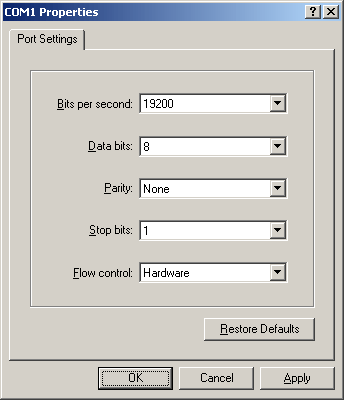 COM1 Properties
Port Settings
Bits per second: 19200
Data bits: 8
Parity: None
Stop bits: 1
Flow control: Hardware
Restore Defaults
OK Cancel Apply